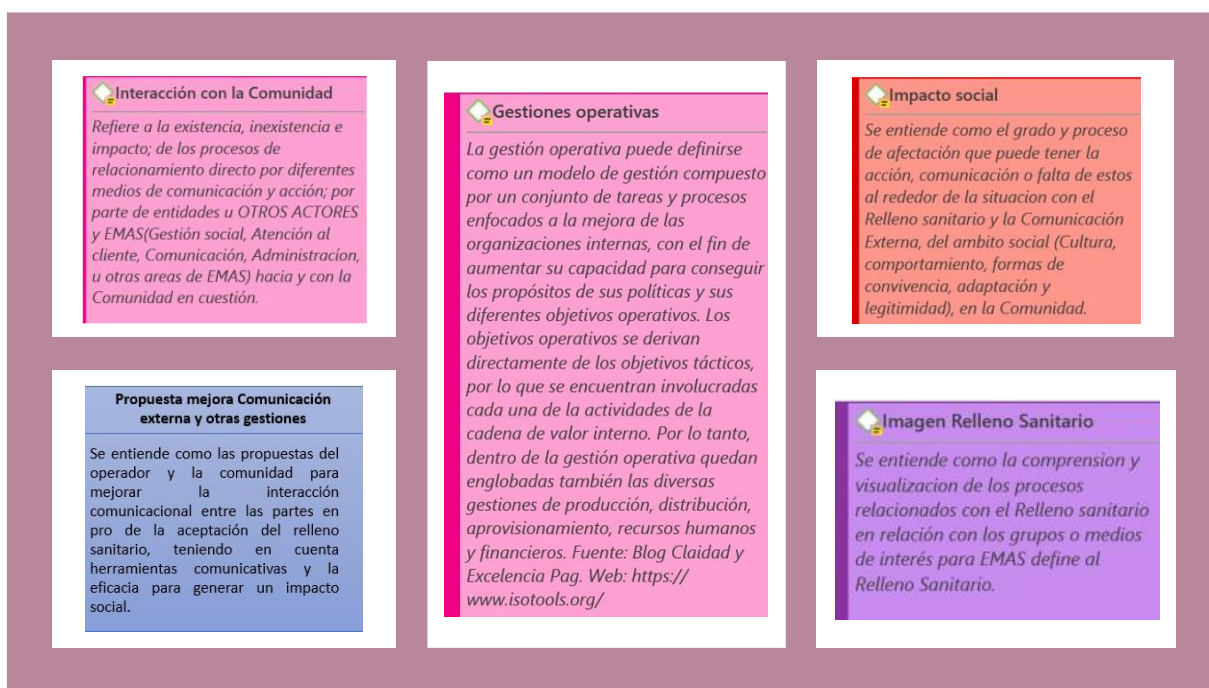 Interacción con la Comunidad
Refiere a la existencia, inexistencia e
impacto; de los procesos de
relacionamiento directo por diferentes
medios de comunicación y acción; por
parte de entidades u OTROS ACTORES
y EMAS(Gestión social, Atención al
cliente, Comunicación, Administracíon,
u otras areas de EMAS) hacia y con la
Comunidad en cuestión.
Propuesta mejora Comunicación
externa y otras gestiones
Se entiende como las propuestas del
operador y la comunidad para
mejorar la interacción
comunicacional entre las partes en
pro de la aceptación del relleno
sanitario, teniendo en cuenta
herramientas comunicativas y la
eficacia para generar un impacto
social.
Gestiones operativas
La gestión operativa puede definirse
como un modelo de gestión compuesto
por un conjunto de tareas y procesos
enfocados a la mejora de las
organizaciones internas, con el fin de
aumentar su capacidad para conseguir
los propósitos de sus políticas y sus
diferentes objetivos operativos. Los
objetivos operativos se derivan
directamente de los objetivos tácticos,
por lo que se encuentran involucradas
cada una de la actividades de la
cadena de valor interno. Por lo tanto,
dentro de la gestión operativa quedan
englobadas también las diversas
gestiones de producción, distribución,
aprovisionamiento, recursos humanos
y financieros. Fuente: Blog Claidad y
Excelencia Pag. Web: https://
www.isotools.org/
Impacto social
Se entiende como el grado y proceso
de afectación que puede tener la
acción, comunicación o falta de estos
al rededor de la situacion con el
Relleno sanitario y la Comunicación
Externa, del ambito social (Cultura,
comportamiento, formas de
convivencia, adaptación y
legitimidad), en la Comunidad.
Imagen Relleno Sanitario
Se entiende como la comprension y
visualizacion de los procesos
relacionados con el Relleno sanitario
en relación con los grupos o medios
de interés para EMAS define al
Relleno Sanitario.